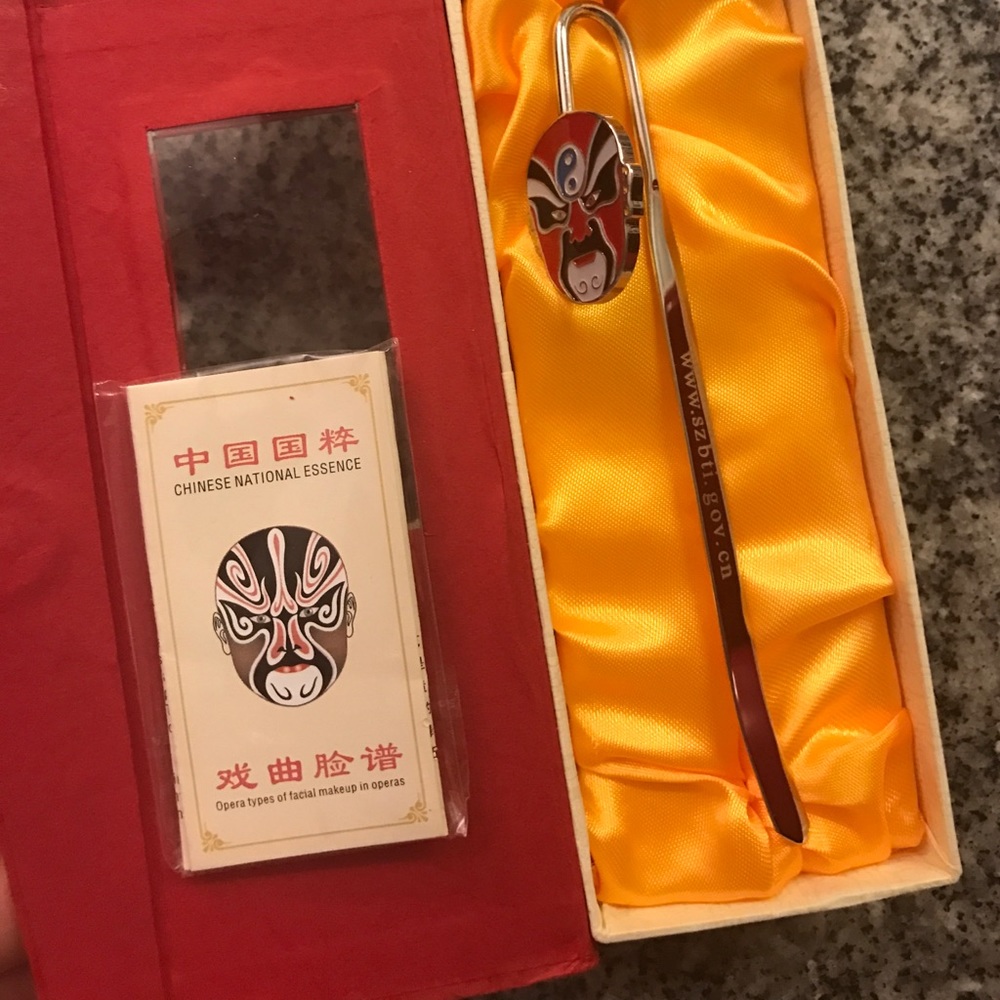 中国国粹
CHINESE NATIONAL ESSENCE
戏曲脸谱
Opera types of facial makeup in operas
www.szbti.gov.cn